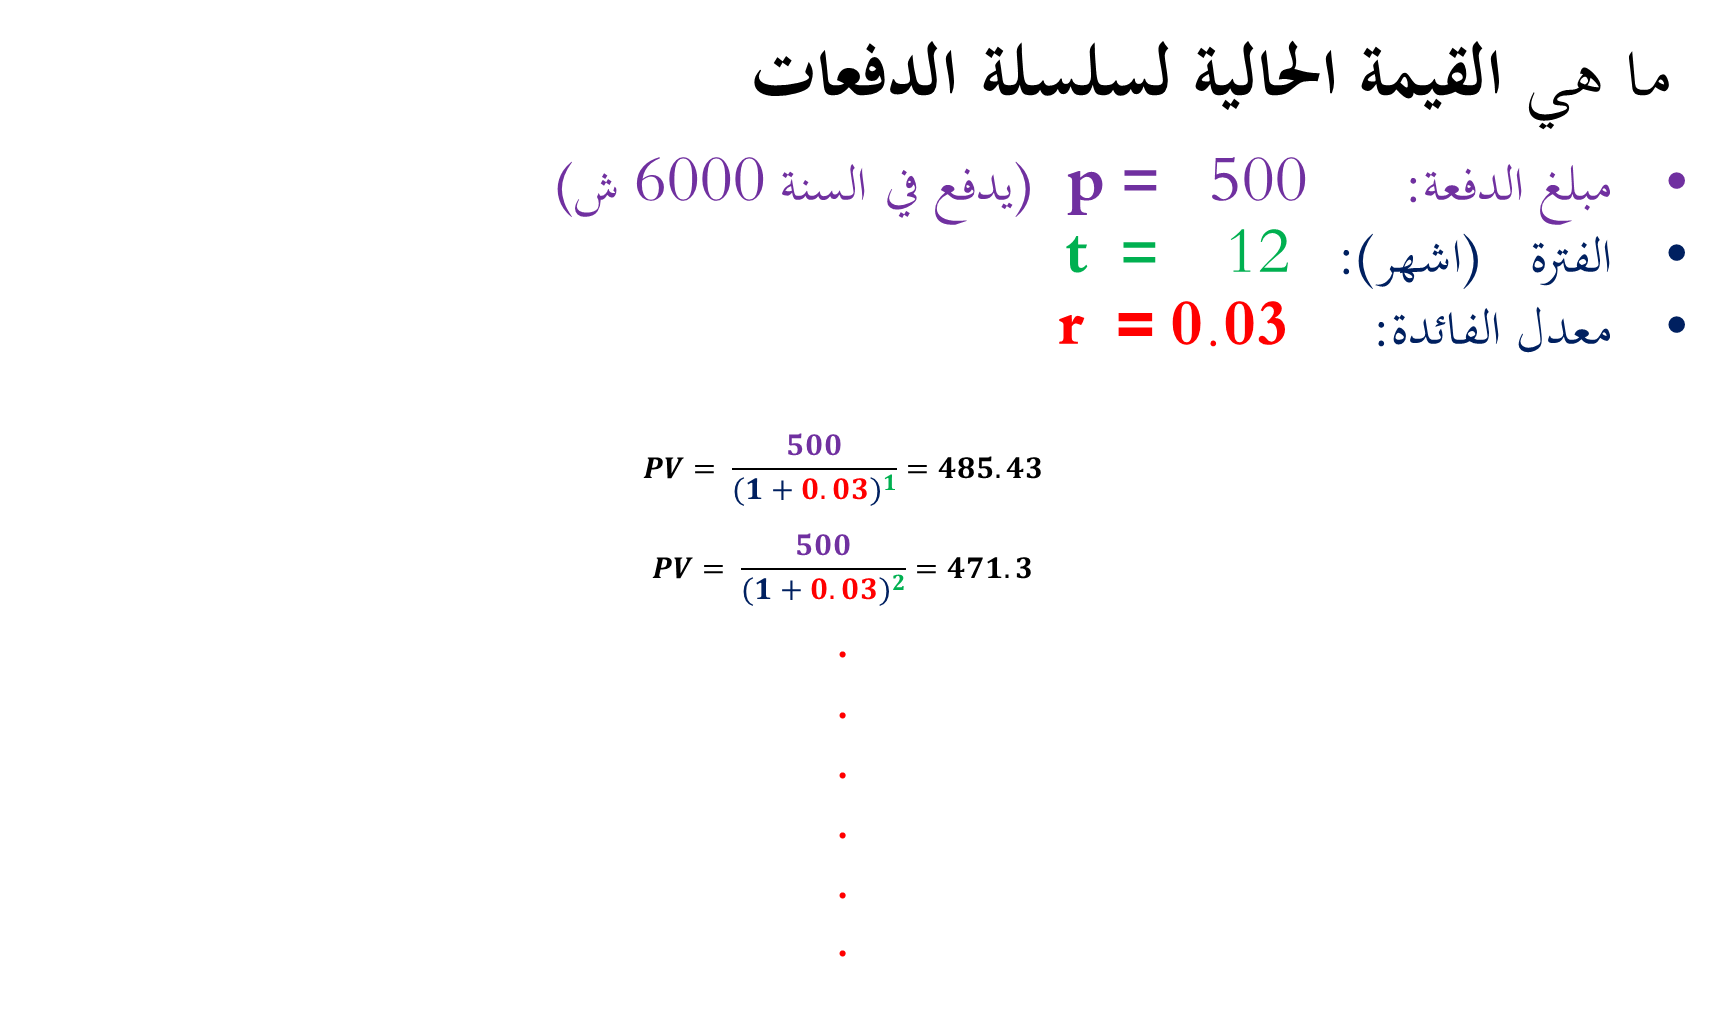 ما هي القيمة الحالية لسلسلة الدفعات
• مبلغ الدفعة: p = 500 (يدفع في السنة 6000 ش)
• الفترة (اشهر): t = 12
• معدل الفائدة: r = 0.03
PV = 500 / (1 + 0.03)^1 = 485.43
PV = 500 / (1 + 0.03)^2 = 471.3
.
.
.
.
.
.